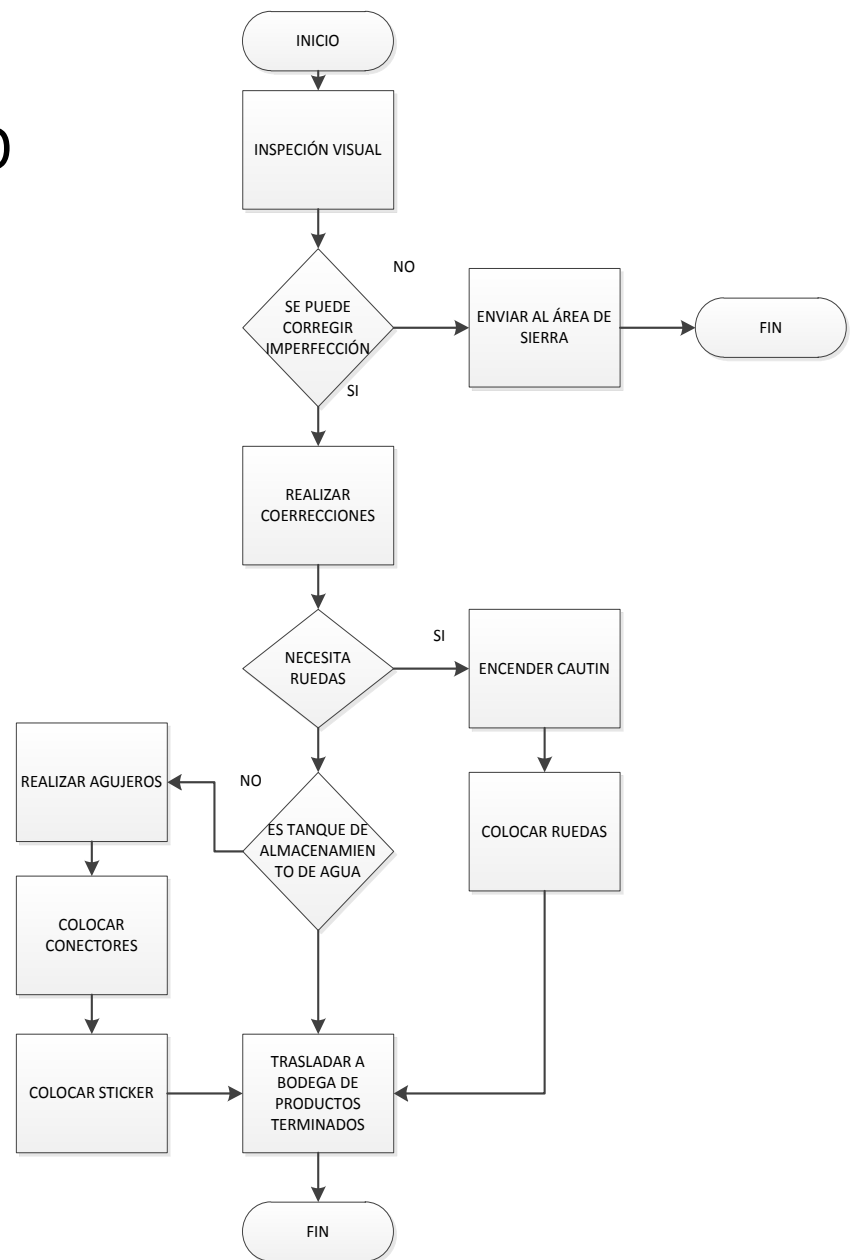 INICIO
O
INSPECIÓN VISUAL
NO
SE PUEDE
CORREGIR
IMPERFECCIÓN
ENVIAR AL ÁREA DE
SIERRA
FIN
SI
REALIZAR
COERRECCIONES
SI
NECESITA
RUEDAS
ENCENDER CAUTIN
REALIZAR AGUJEROS
NO
ES TANQUE DE
ALMACENAMIEN
TO DE AGUA
COLOCAR RUEDAS
COLOCAR
CONECTORES
COLOCAR STICKER
TRASLADAR A
BODEGA DE
PRODUCTOS
TERMINADOS
FIN